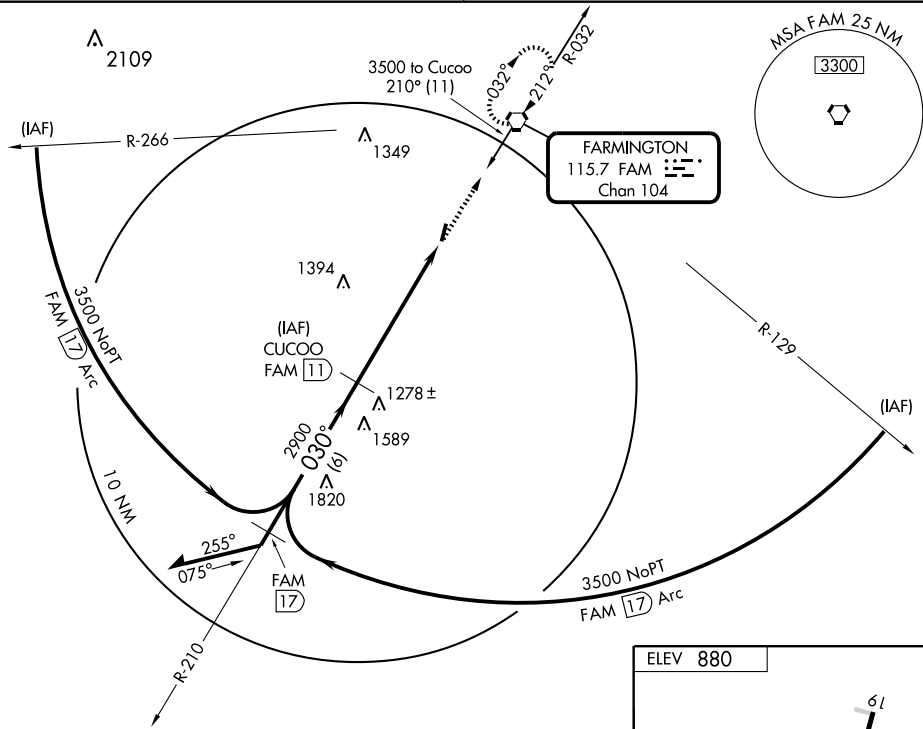 2109
3500 to Cucoo
210° (11)
032°
212°
R-032
MSA FAM 25 NM
3300
(IAF)
R-266
1349
FARMINGTON
115.7 FAM
Chan 104
3500 NoPT
FAM 17 Arc
1394
(IAF)
CUCOO
FAM 11
R-129
(IAF)
1278 ±
1589
2900
030°
(6)
1820
10 NM
255°
075°
FAM
17
3500 NoPT
FAM 17 Arc
R-210
ELEV 880
19